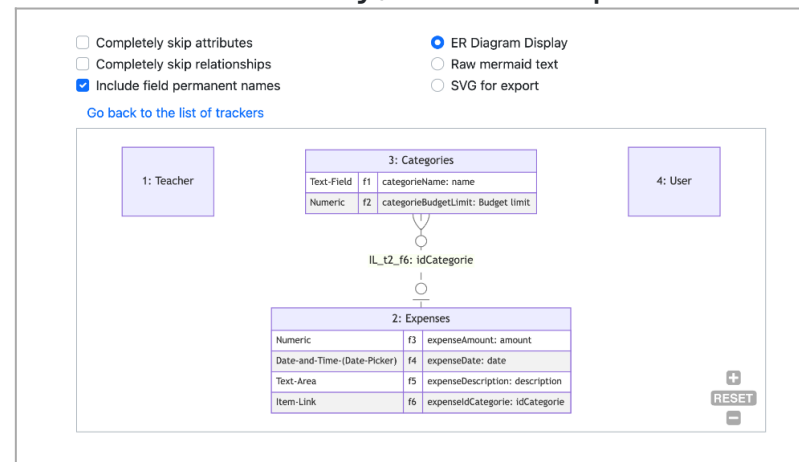 Completely skip attributes
Completely skip relationships
Include field permanent names
ER Diagram Display
Raw mermaid text
SVG for export
Go back to the list of trackers
1: Teacher
3: Categories
Text-Field f1 categorieName: name
Numeric f2 categorieBudgetLimit: Budget limit
4: User
IL_t2_f6: idCategorie
2: Expenses
Numeric f3 expenseAmount: amount
Date-and-Time-(Date-Picker) f4 expenseDate: date
Text-Area f5 expenseDescription: description
Item-Link f6 expenseIdCategorie: idCategorie
RESET